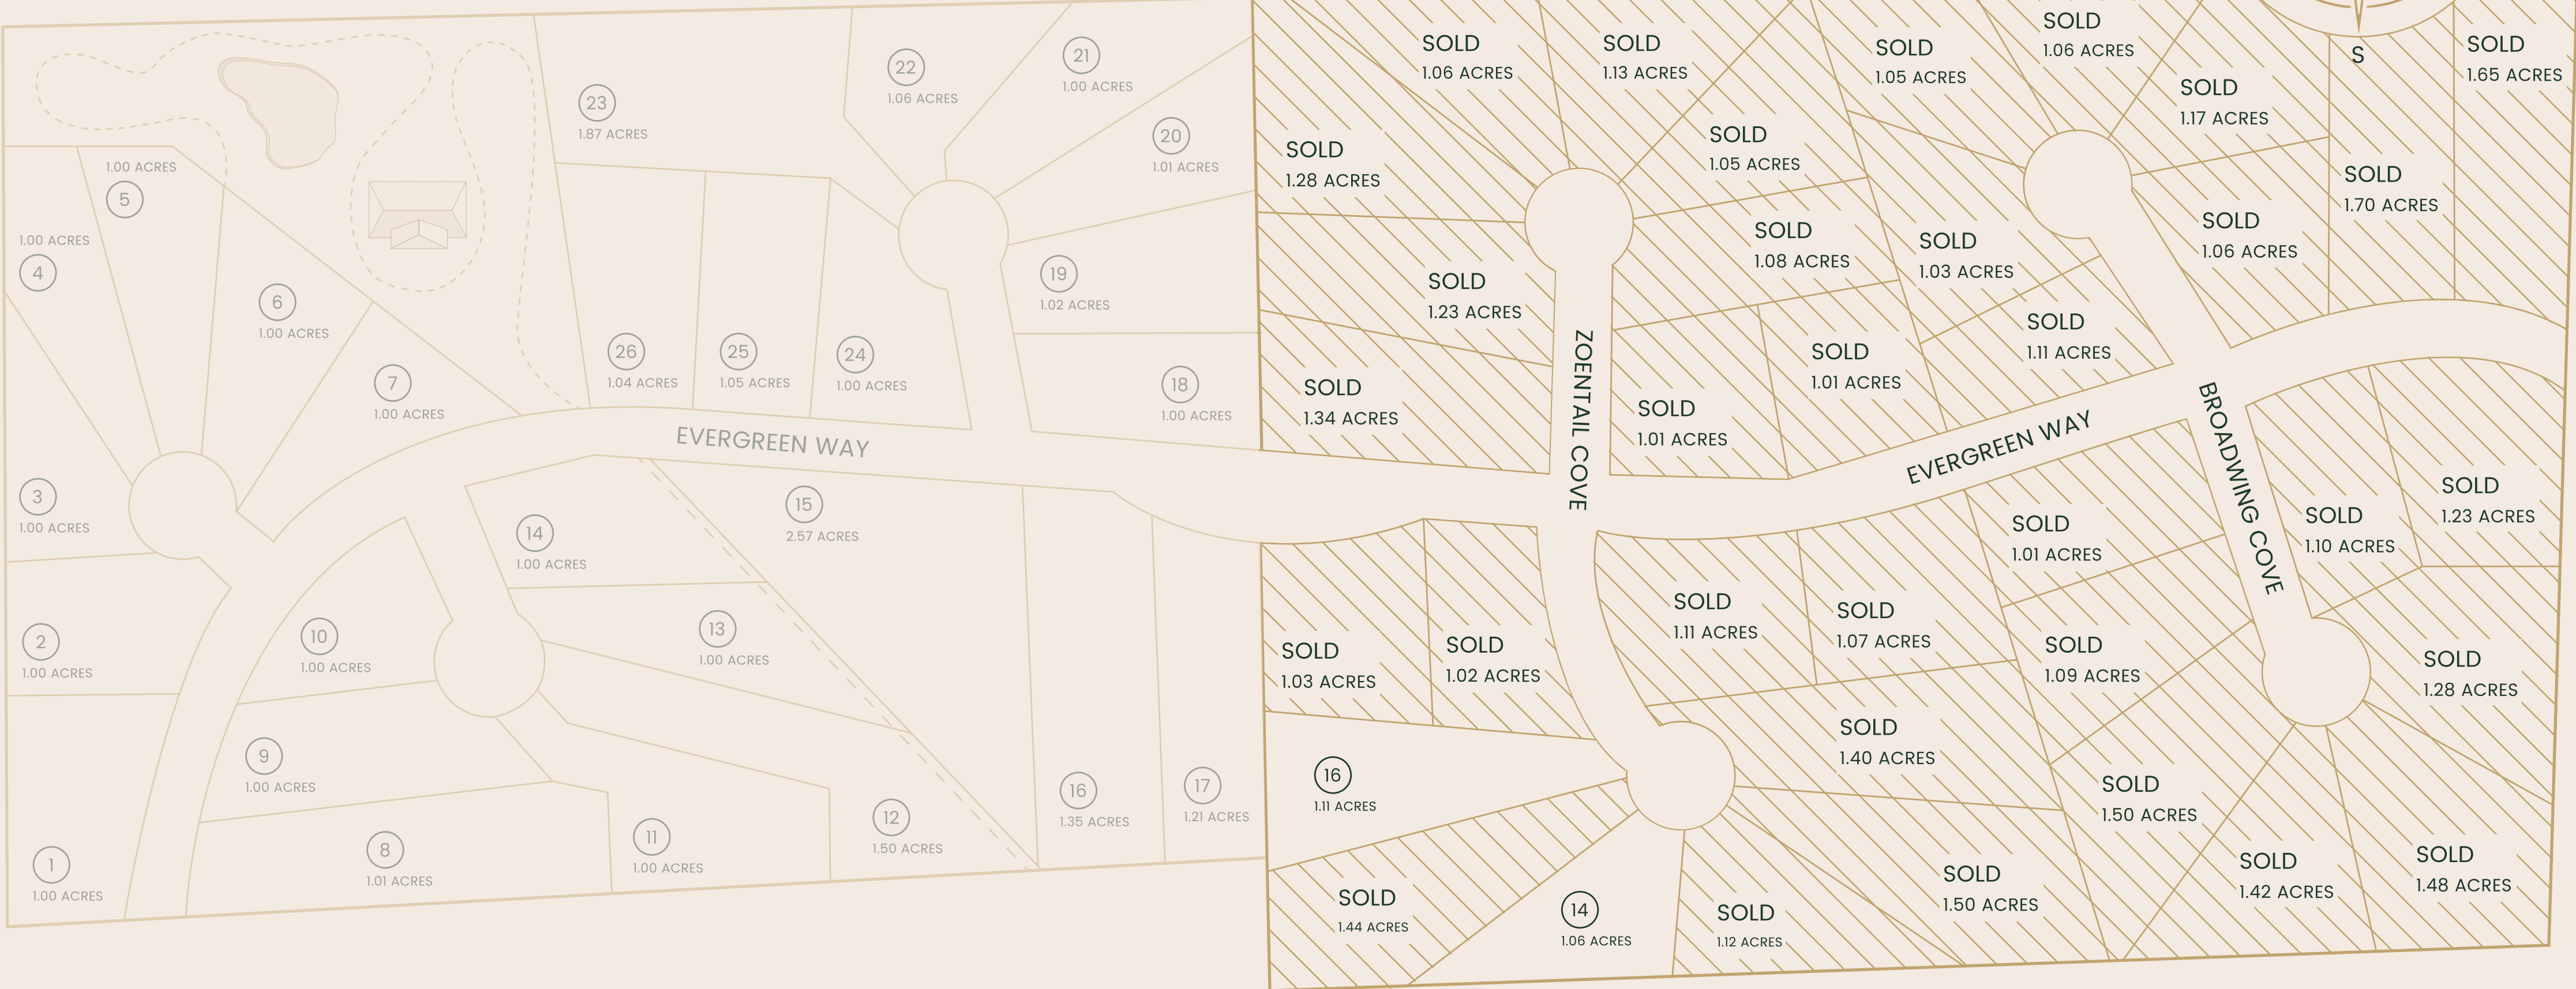 5
1.00 ACRES
4
1.00 ACRES
6
1.00 ACRES
7
1.00 ACRES
3
1.00 ACRES
2
1.00 ACRES
1
1.00 ACRES
10
1.00 ACRES
9
1.00 ACRES
8
1.01 ACRES
14
1.00 ACRES
13
1.00 ACRES
11
1.00 ACRES
12
1.50 ACRES
15
2.57 ACRES
16
1.35 ACRES
17
1.21 ACRES
EVERGREEN WAY
23
1.87 ACRES
26
1.04 ACRES
25
1.05 ACRES
24
1.00 ACRES
22
1.06 ACRES
21
1.00 ACRES
20
1.01 ACRES
19
1.02 ACRES
18
1.00 ACRES
SOLD
1.06 ACRES
SOLD
1.13 ACRES
SOLD
1.28 ACRES
SOLD
1.05 ACRES
SOLD
1.23 ACRES
SOLD
1.08 ACRES
SOLD
1.34 ACRES
ZOENTAIL COVE
SOLD
1.01 ACRES
SOLD
1.01 ACRES
SOLD
1.05 ACRES
SOLD
1.06 ACRES
SOLD
1.17 ACRES
S
SOLD
1.65 ACRES
SOLD
1.70 ACRES
SOLD
1.06 ACRES
SOLD
1.03 ACRES
SOLD
1.11 ACRES
EVERGREEN WAY
BROADWING COVE
SOLD
1.03 ACRES
SOLD
1.02 ACRES
16
1.11 ACRES
SOLD
1.44 ACRES
14
1.06 ACRES
SOLD
1.12 ACRES
SOLD
1.11 ACRES
SOLD
1.07 ACRES
SOLD
1.40 ACRES
SOLD
1.50 ACRES
SOLD
1.01 ACRES
SOLD
1.09 ACRES
SOLD
1.50 ACRES
SOLD
1.10 ACRES
SOLD
1.23 ACRES
SOLD
1.28 ACRES
SOLD
1.42 ACRES
SOLD
1.48 ACRES